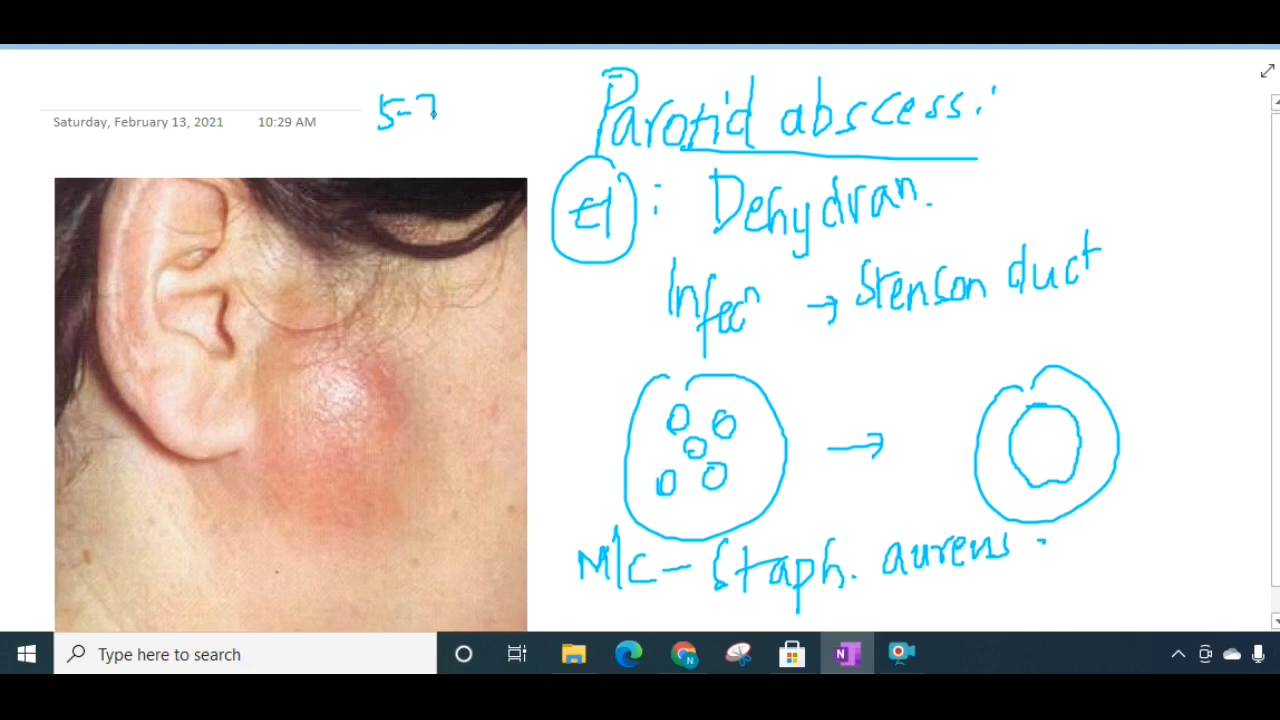 Saturday, February 13, 2021 10:29 AM
5-7
Parotid abscess:
et : Dehydran.
Infecn → Stenson duct
→
M/C - Staph. aureus.
Type here to search